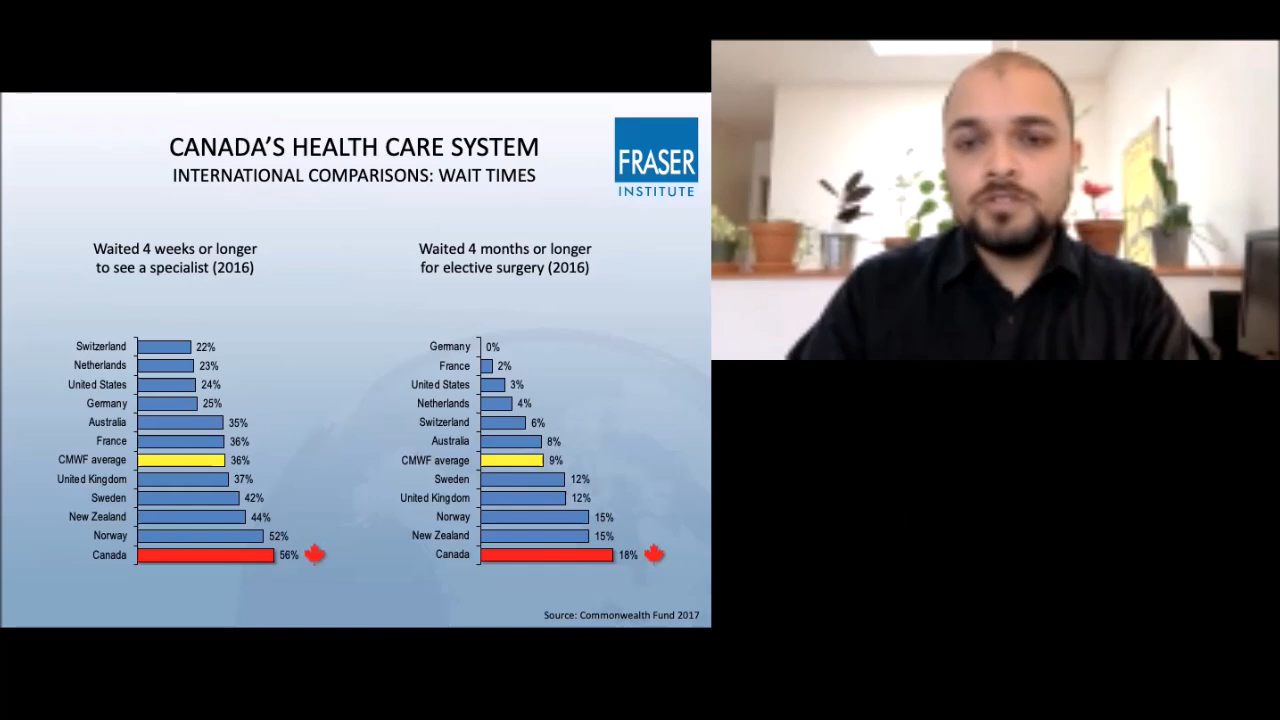 CANADA'S HEALTH CARE SYSTEM
INTERNATIONAL COMPARISONS: WAIT TIMES
FRASER
INSTITUTE
Waited 4 weeks or longer
to see a specialist (2016)
Switzerland 22%
Netherlands 23%
United States 24%
Germany 25%
Australia 35%
France 36%
CMWF average 36%
United Kingdom 37%
Sweden 42%
New Zealand 44%
Norway 52%
Canada 56%
Waited 4 months or longer
for elective surgery (2016)
Germany 0%
France 2%
United States 3%
Netherlands 4%
Switzerland 6%
Australia 8%
CMWF average 9%
Sweden 12%
United Kingdom 12%
Norway 15%
New Zealand 15%
Canada 18%
Source: Commonwealth Fund 2017